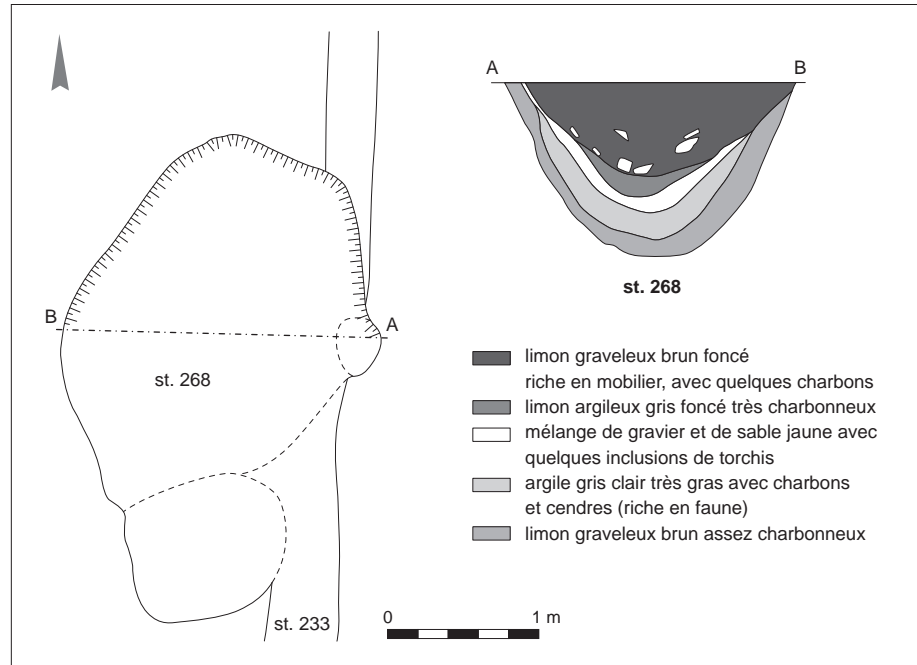 A B
st. 268
B A
st. 268
limon graveleux brun foncé
riche en mobilier, avec quelques charbons
limon argileux gris foncé très charbonneux
mélange de gravier et de sable jaune avec
quelques inclusions de torchis
argile gris clair très gras avec charbons
et cendres (riche en faune)
limon graveleux brun assez charbonneux
st. 233
0 1 m